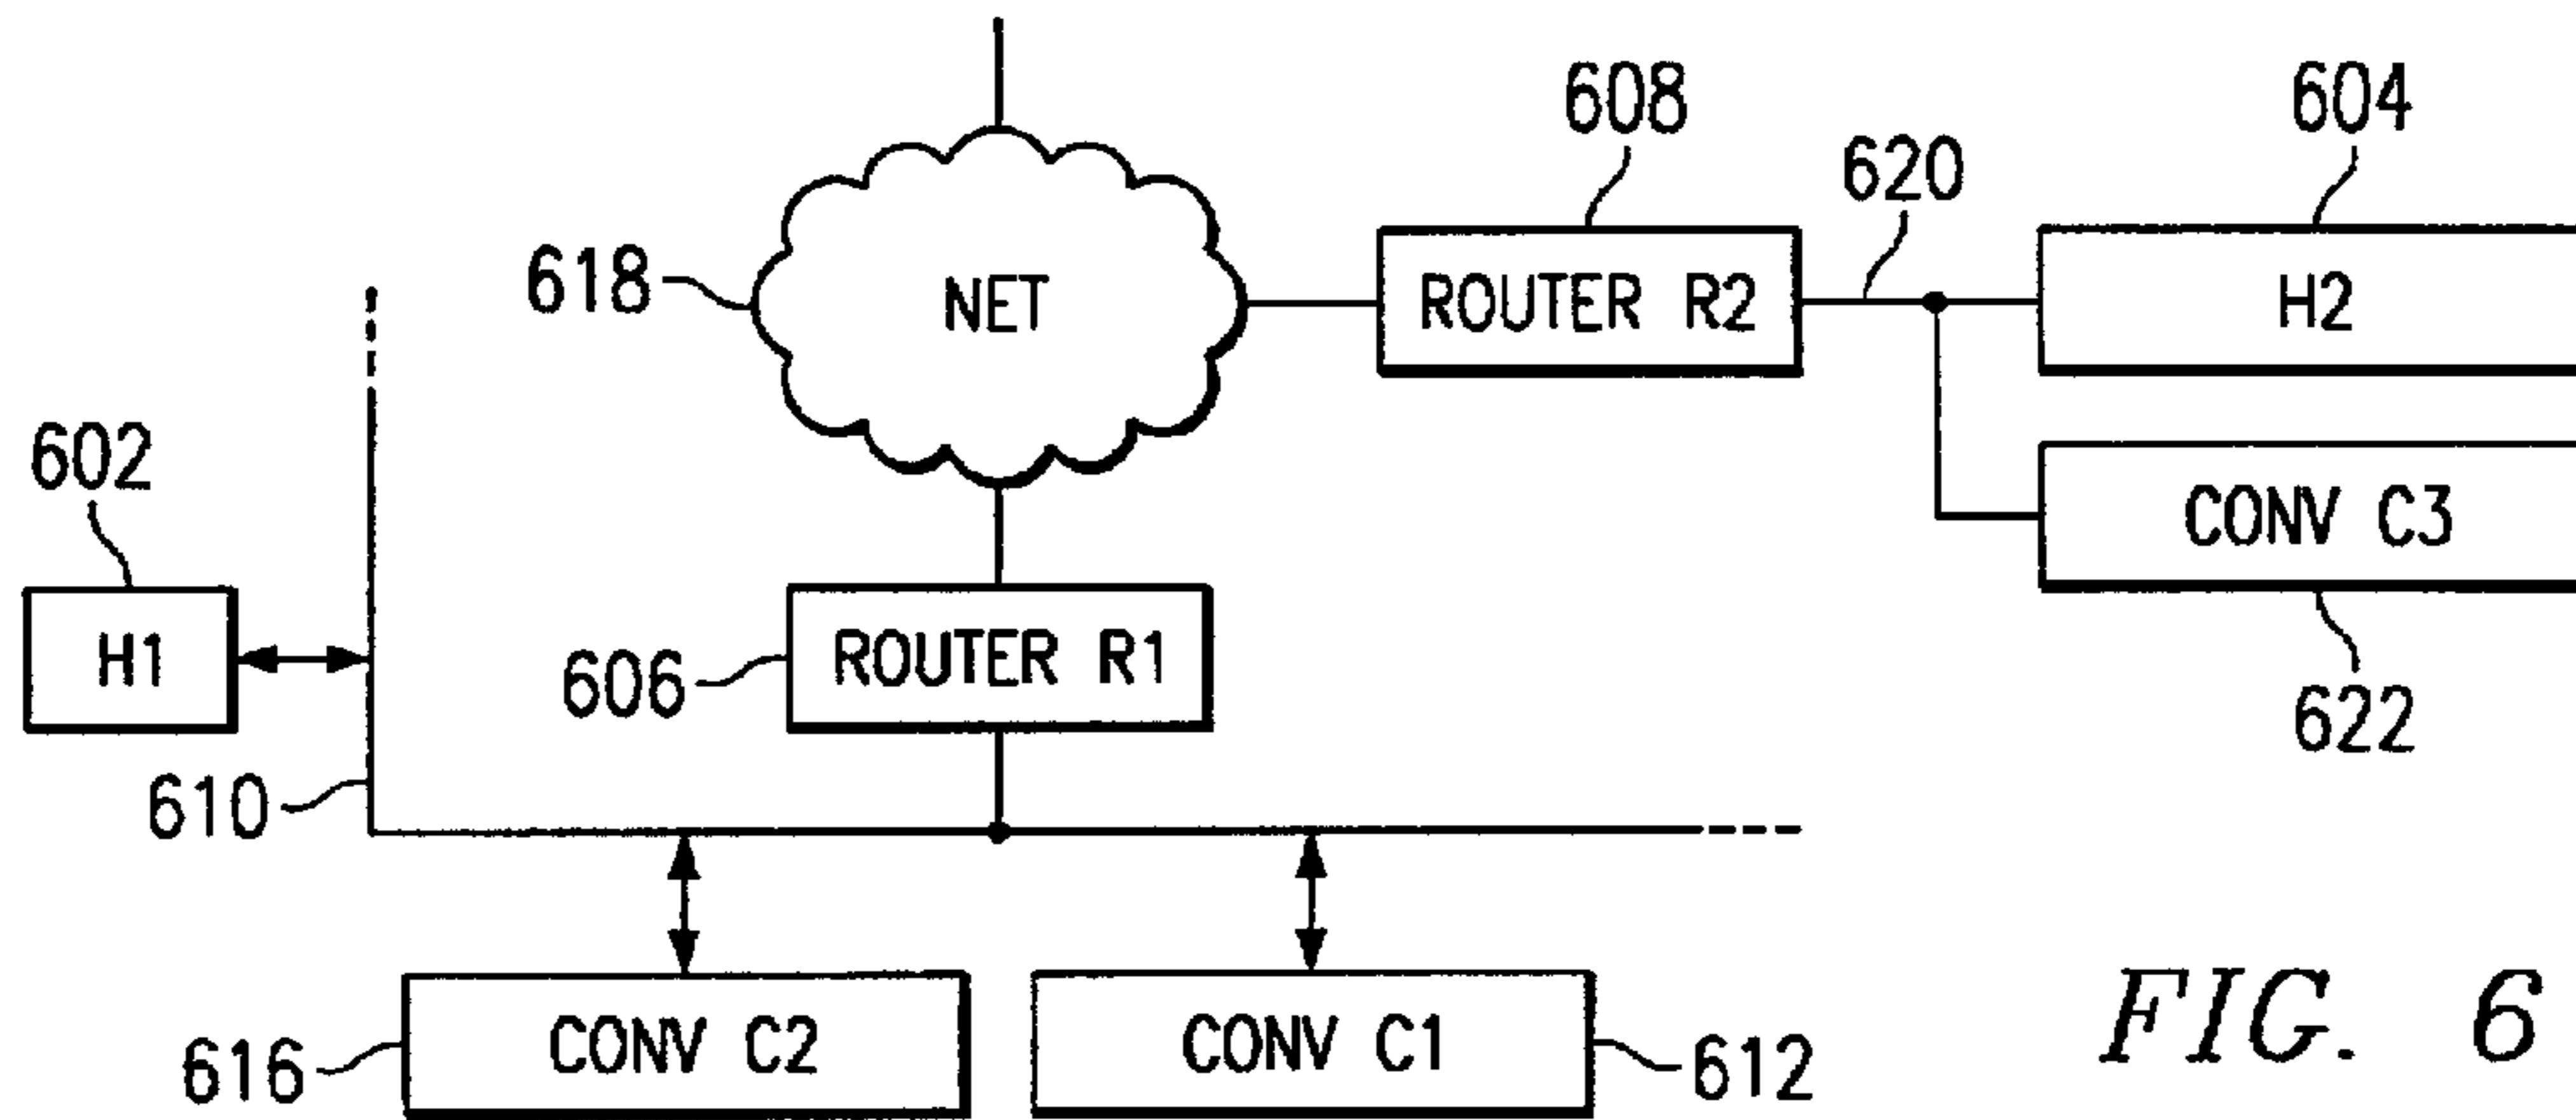 608
604
620
618
NET
ROUTER R2
H2
602
CONV C3
H1
606
ROUTER R1
622
610
616
CONV C2
CONV C1
612
FIG. 6